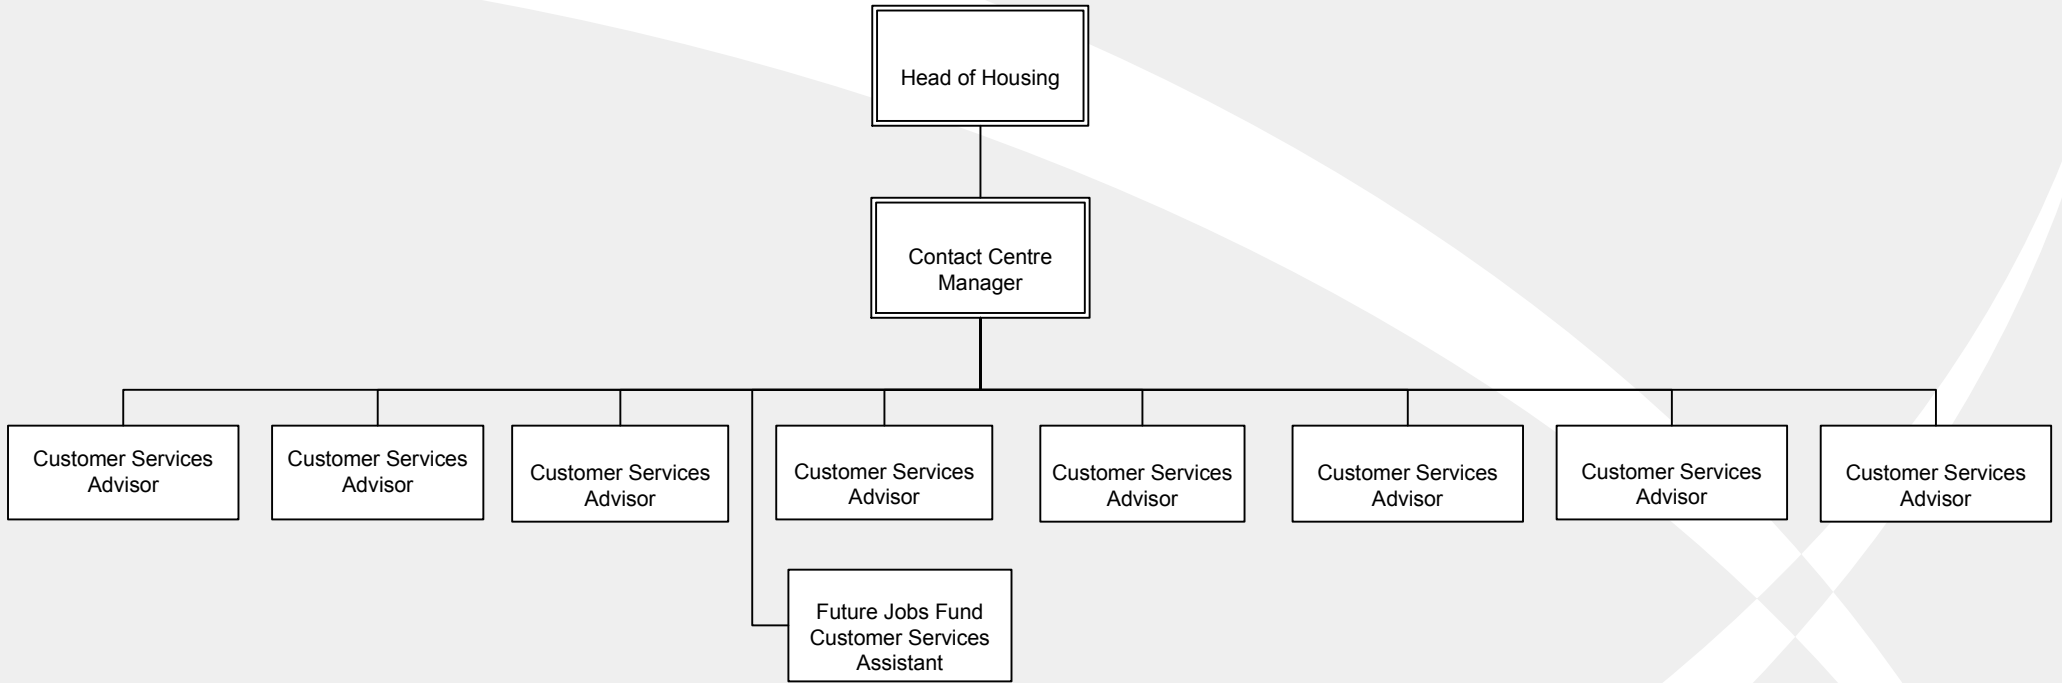 Head of Housing
Contact Centre
Manager
Customer Services
Advisor
Customer Services
Advisor
Customer Services
Advisor
Customer Services
Advisor
Customer Services
Advisor
Customer Services
Advisor
Customer Services
Advisor
Customer Services
Advisor
Future Jobs Fund
Customer Services
Assistant